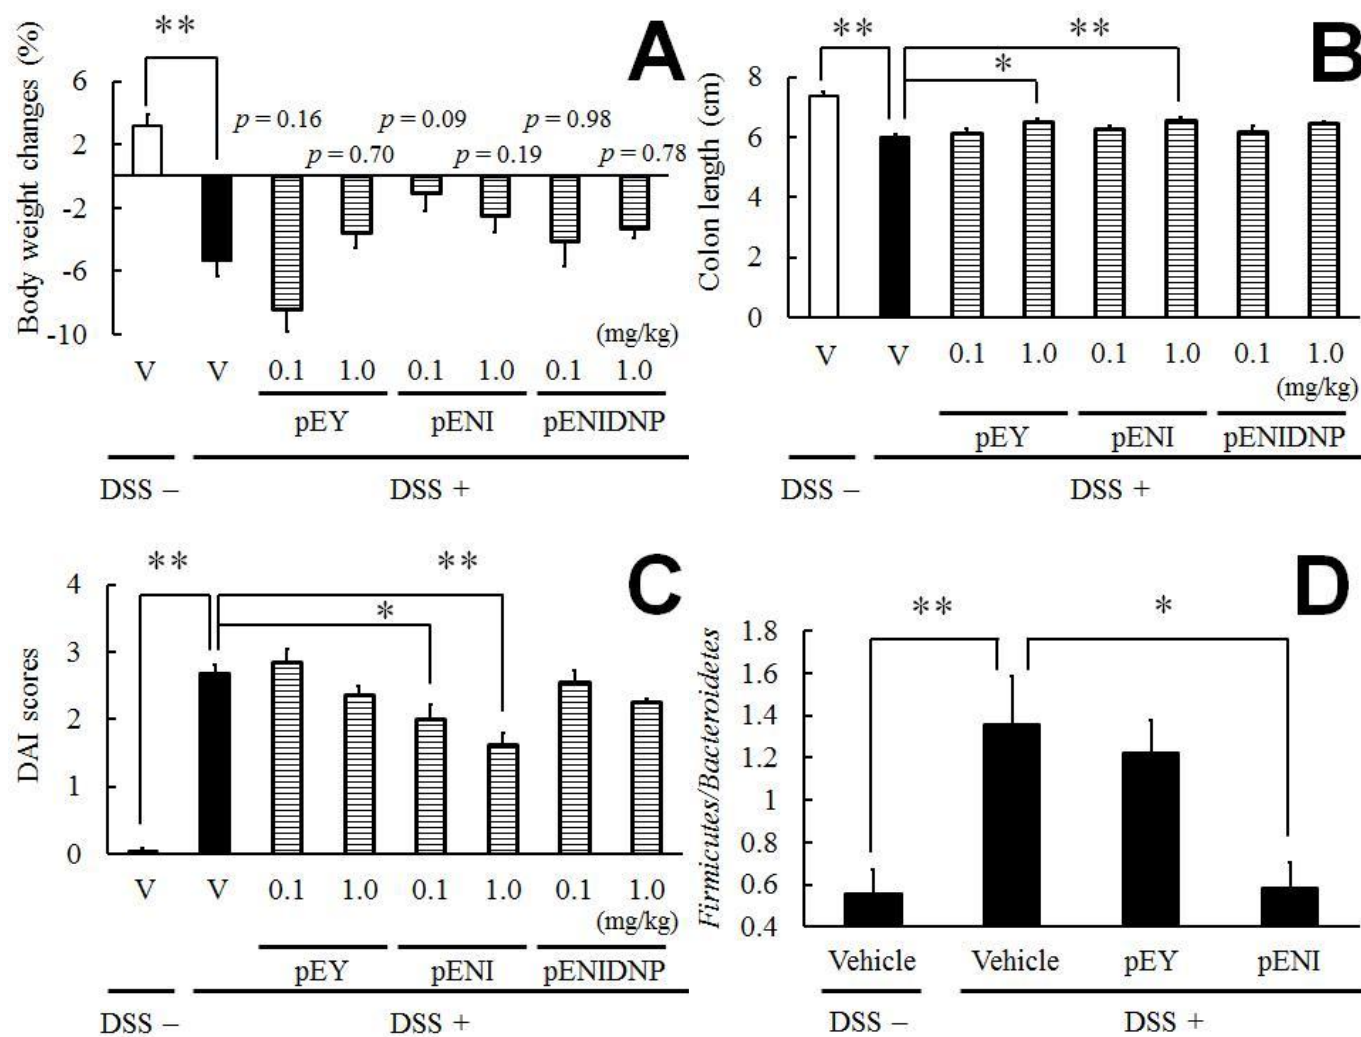 A
**
Body weight changes (%)
6
2
-2
-6
-10
p = 0.16
p = 0.09
p = 0.98
p = 0.70
p = 0.19
p = 0.78
(mg/kg)
V V 0.1 1.0 0.1 1.0 0.1 1.0
pEY pENI pENIDNP
DSS – DSS +
B
** **
*
Colon length (cm)
8
6
4
2
0
V V 0.1 1.0 0.1 1.0 0.1 1.0
(mg/kg)
pEY pENI pENIDNP
DSS – DSS +
C
** **
*
DAI scores
4
3
2
1
0
V V 0.1 1.0 0.1 1.0 0.1 1.0
(mg/kg)
pEY pENI pENIDNP
DSS – DSS +
D
** *
Firmicutes/Bacteroidetes
1.8
1.6
1.4
1.2
1
0.8
0.6
0.4
Vehicle Vehicle pEY pENI
DSS – DSS +